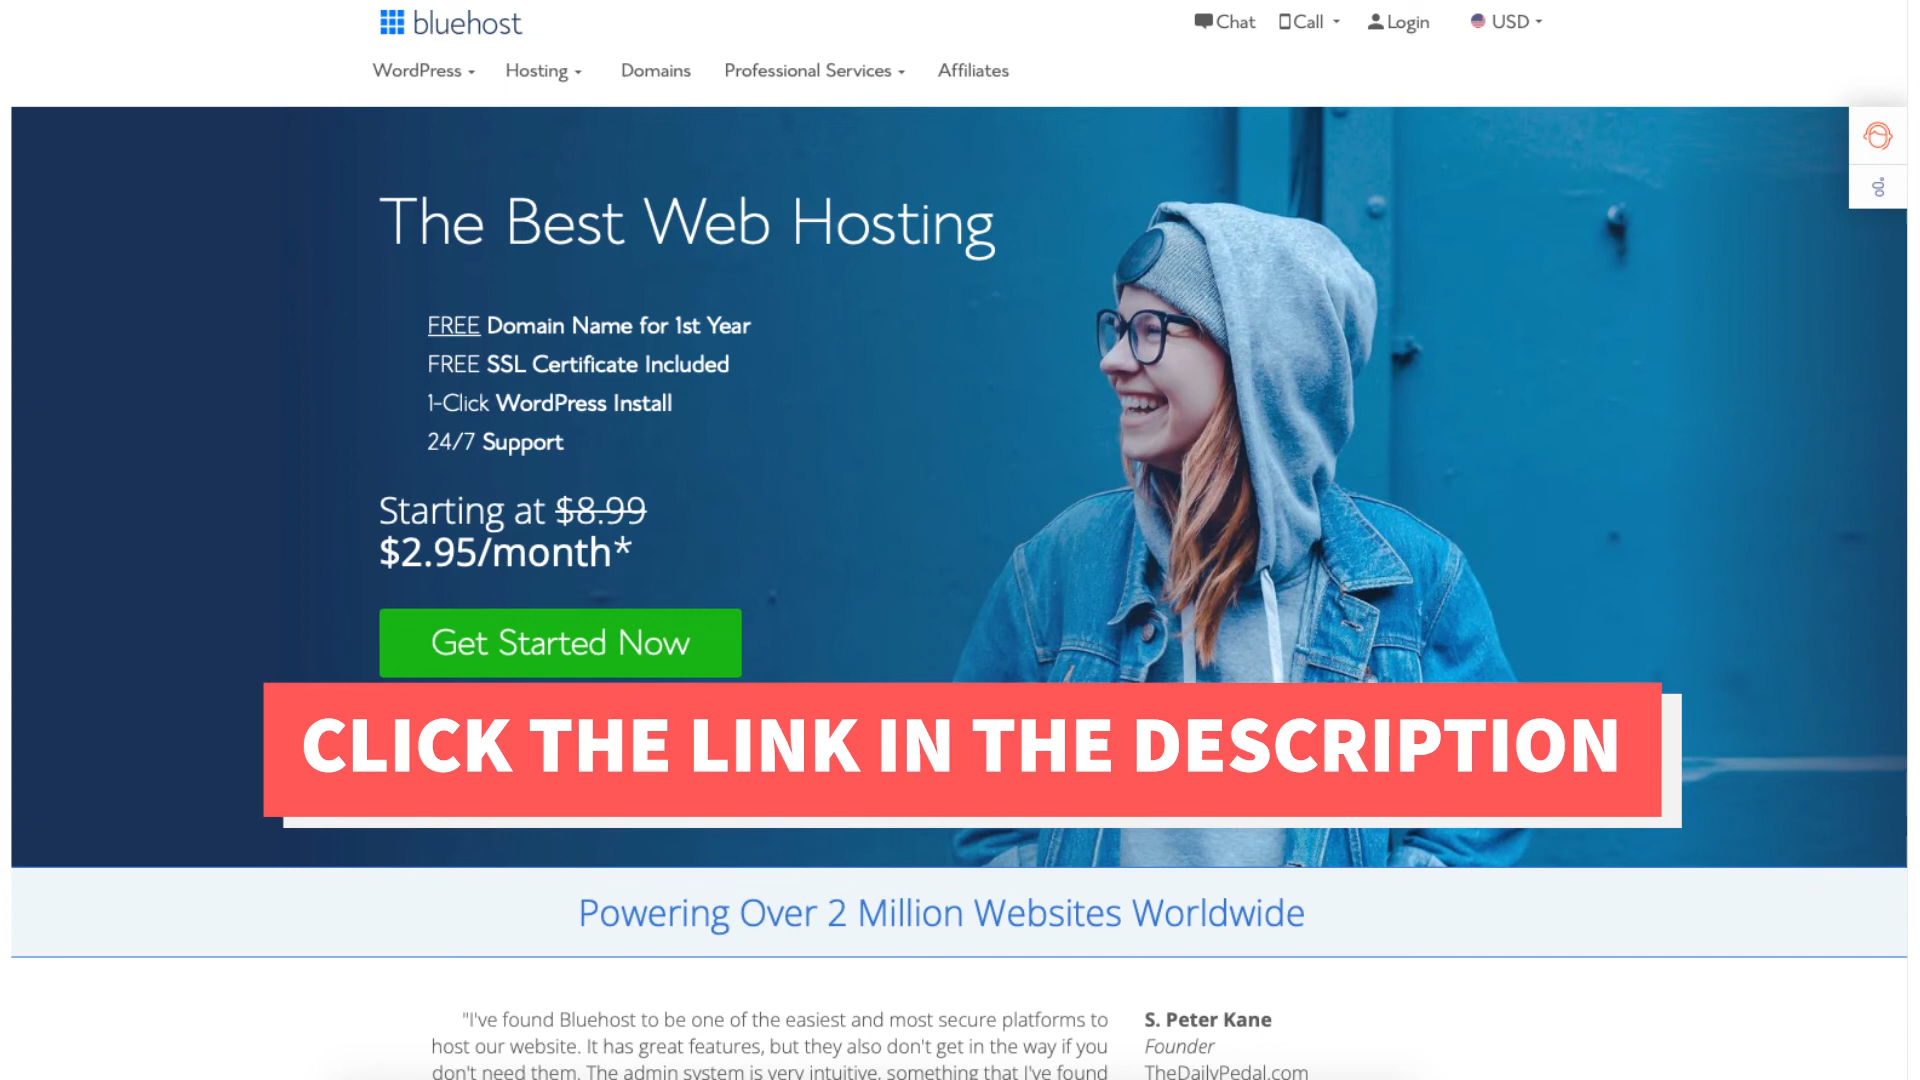 bluehost
Chat Call Login USD
WordPress Hosting Domains Professional Services Affiliates
The Best Web Hosting
FREE Domain Name for 1st Year
FREE SSL Certificate Included
1-Click WordPress Install
24/7 Support
Starting at $8.99
$2.95/month*
Get Started Now
CLICK THE LINK IN THE DESCRIPTION
Powering Over 2 Million Websites Worldwide
"I've found Bluehost to be one of the easiest and most secure platforms to
host our website. It has great features, but they also don't get in the way if you
don't need them. The admin system is very intuitive, something that I've found
S. Peter Kane
Founder
TheDailyPedal.com